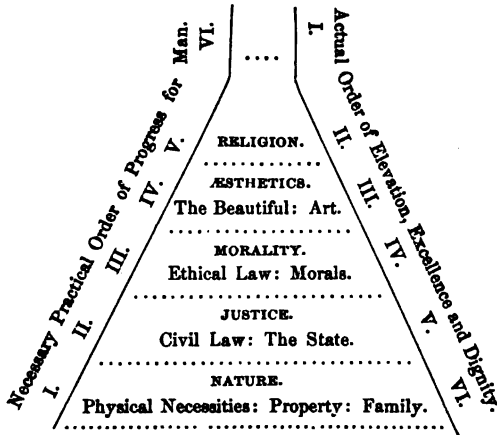 Necessary Practical Order of Progress for Man.
I. II. III. IV. V. VI.
Actual Order of Elevation, Excellence and Dignity.
I. II. III. IV. V. VI.
....
RELIGION.
ÆSTHETICS.
The Beautiful: Art.
MORALITY.
Ethical Law: Morals.
JUSTICE.
Civil Law: The State.
NATURE.
Physical Necessities: Property: Family.